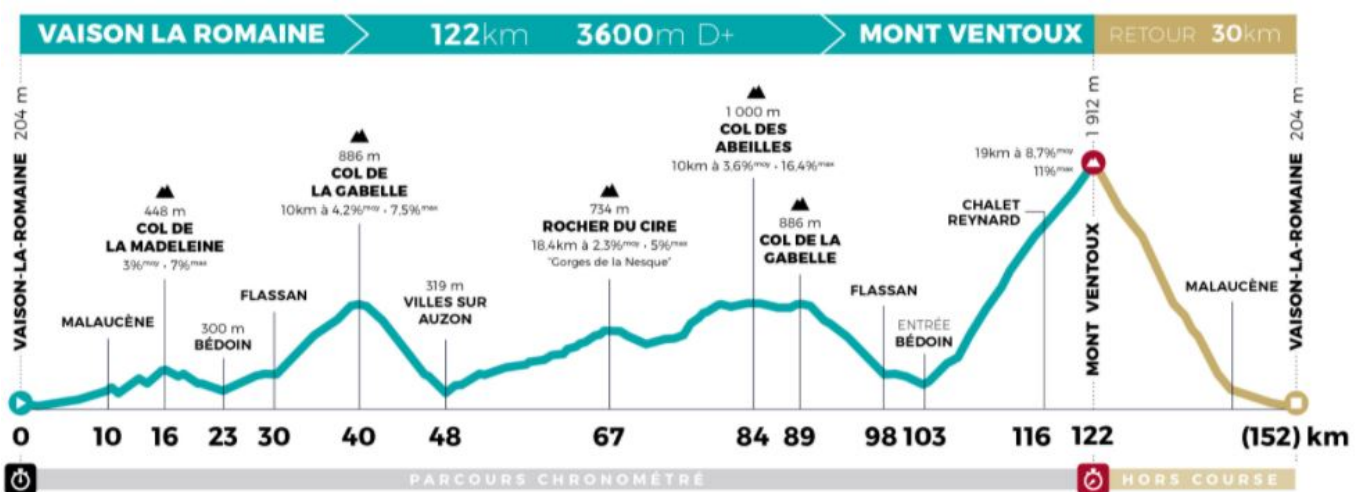 VAISON LA ROMAINE 122km 3600m D+ MONT VENTOUX RETOUR 30km
VAISON-LA-ROMAINE 204 m
MALAUCÈNE
448 m
COL DE
LA MADELEINE
3%moy • 7%max
300 m
BÉDOIN
FLASSAN
886 m
COL DE
LA GABELLE
10km à 4.2%moy • 7.5%max
319 m
VILLES SUR
AUZON
734 m
ROCHER DU CIRE
18.4km à 2.3%moy • 5%max
"Gorges de la Nesque"
1 000 m
COL DES
ABEILLES
10km à 3.6%moy • 16.4%max
886 m
COL DE LA
GABELLE
FLASSAN
ENTRÉE
BÉDOIN
CHALET
REYNARD
19km à 8,7%moy
11%max
MONT VENTOUX 1 912 m
MALAUCÈNE
VAISON-LA-ROMAINE 204 m
0 10 16 23 30 40 48 67 84 89 98 103 116 122 (152) km
PARCOURS CHRONOMÉTRÉ HORS COURSE